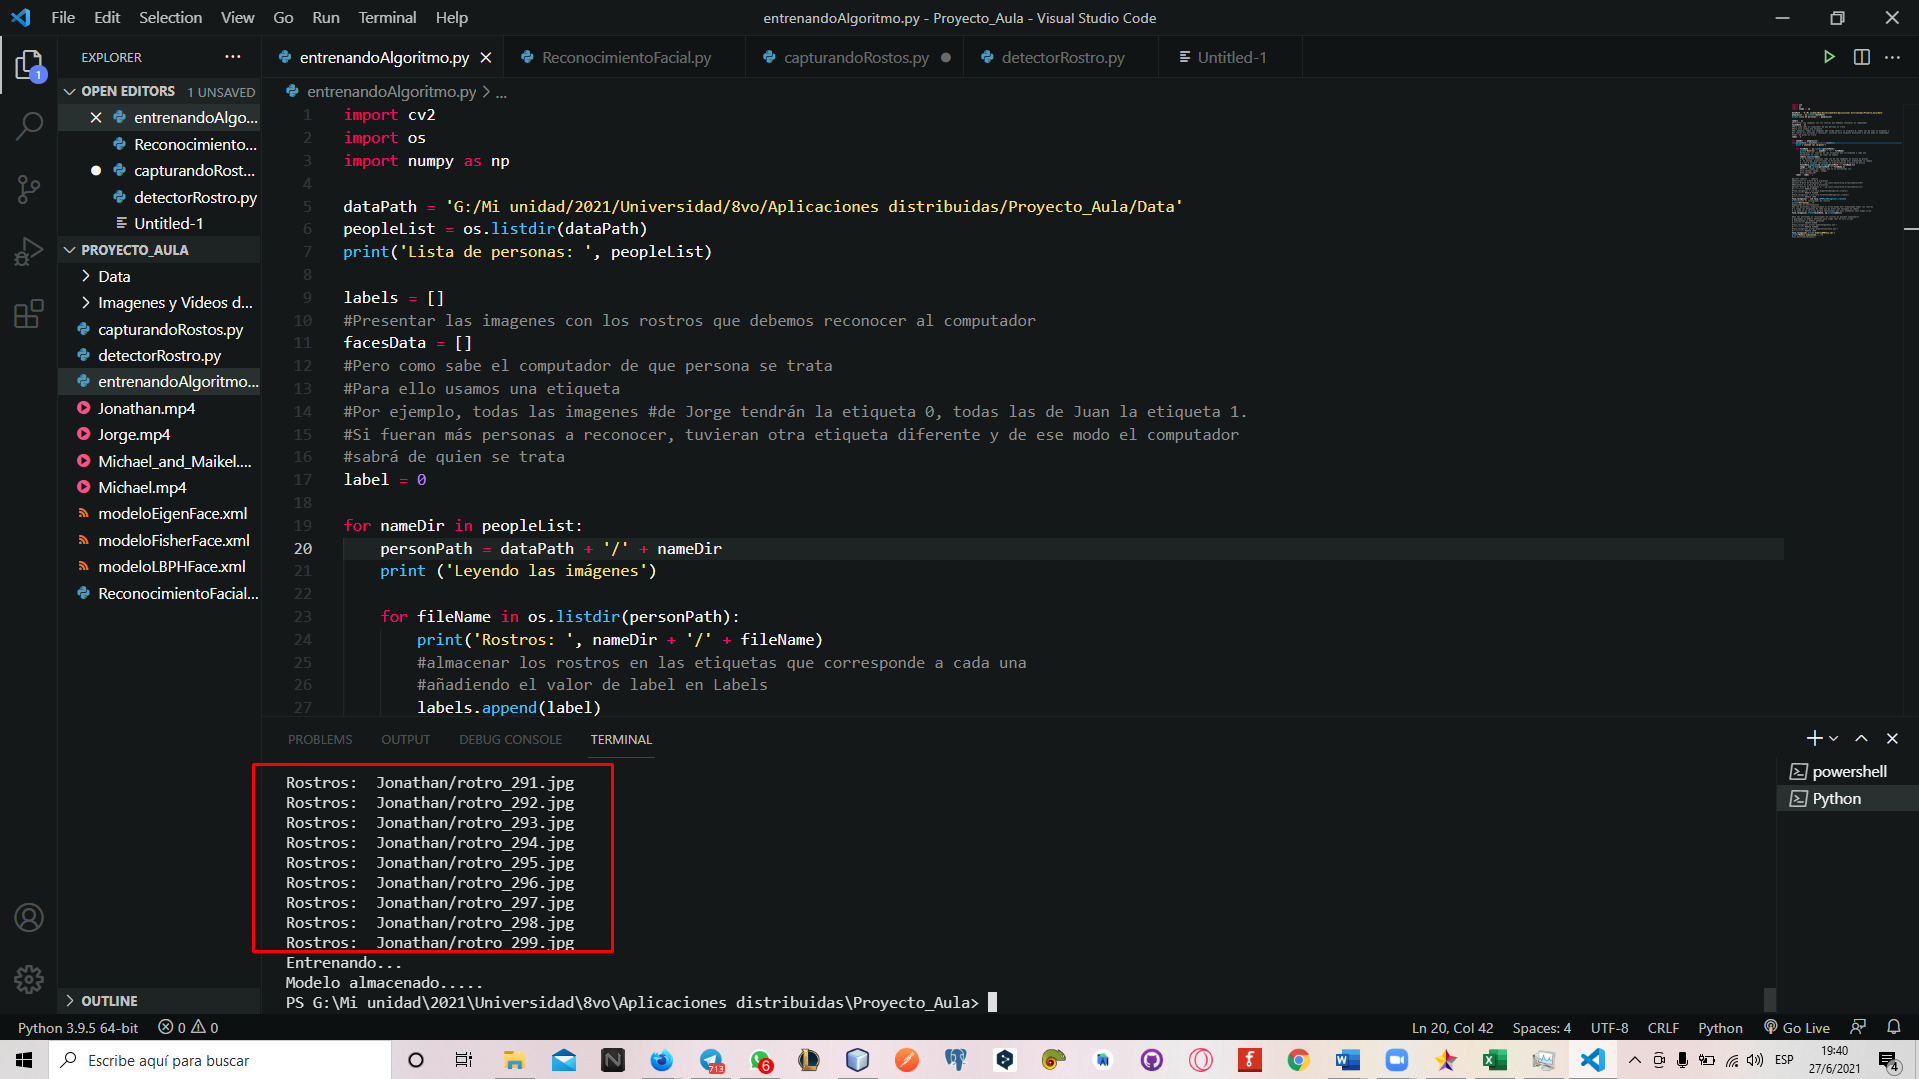 File Edit Selection View Go Run Terminal Help
entrenandoAlgoritmo.py - Proyecto_Aula - Visual Studio Code
EXPLORER
entrenandoAlgoritmo.py
ReconocimientoFacial.py
capturandoRostos.py
detectorRostro.py
Untitled-1
1
OPEN EDITORS 1 UNSAVED
entrenandoAlgo...
Reconocimiento...
capturandoRost...
detectorRostro.py
Untitled-1
PROYECTO_AULA
Data
Imagenes y Videos d...
capturandoRostos.py
detectorRostro.py
entrenandoAlgoritmo...
Jonathan.mp4
Jorge.mp4
Michael_and_Maikel....
Michael.mp4
modeloEigenFace.xml
modeloFisherFace.xml
modeloLBPHFace.xml
ReconocimientoFacial...
OUTLINE
entrenandoAlgoritmo.py > ...
1 import cv2
2 import os
3 import numpy as np
4
5 dataPath = 'G:/Mi unidad/2021/Universidad/8vo/Aplicaciones distribuidas/Proyecto_Aula/Data'
6 peopleList = os.listdir(dataPath)
7 print('Lista de personas: ', peopleList)
8
9 labels = []
10 #Presentar las imagenes con los rostros que debemos reconocer al computador
11 facesData = []
12 #Pero como sabe el computador de que persona se trata
13 #Para ello usamos una etiqueta
14 #Por ejemplo, todas las imagenes #de Jorge tendrán la etiqueta 0, todas las de Juan la etiqueta 1.
15 #Si fueran más personas a reconocer, tuvieran otra etiqueta diferente y de ese modo el computador
16 #sabrá de quien se trata
17 label = 0
18
19 for nameDir in peopleList:
20 personPath = dataPath + '/' + nameDir
21 print ('Leyendo las imágenes')
22
23 for fileName in os.listdir(personPath):
24 print('Rostros: ', nameDir + '/' + fileName)
25 #almacenar los rostros en las etiquetas que corresponde a cada una
26 #añadiendo el valor de label en Labels
27 labels.append(label)
PROBLEMS OUTPUT DEBUG CONSOLE TERMINAL
Rostros: Jonathan/rotro_291.jpg
Rostros: Jonathan/rotro_292.jpg
Rostros: Jonathan/rotro_293.jpg
Rostros: Jonathan/rotro_294.jpg
Rostros: Jonathan/rotro_295.jpg
Rostros: Jonathan/rotro_296.jpg
Rostros: Jonathan/rotro_297.jpg
Rostros: Jonathan/rotro_298.jpg
Rostros: Jonathan/rotro_299.jpg
Entrenando...
Modelo almacenado.....
PS G:\Mi unidad\2021\Universidad\8vo\Aplicaciones distribuidas\Proyecto_Aula>
powershell
Python
Python 3.9.5 64-bit 0 0
Ln 20, Col 42 Spaces: 4 UTF-8 CRLF Python Go Live
Escribe aquí para buscar
713
6
ESP
19:40
27/6/2021
4